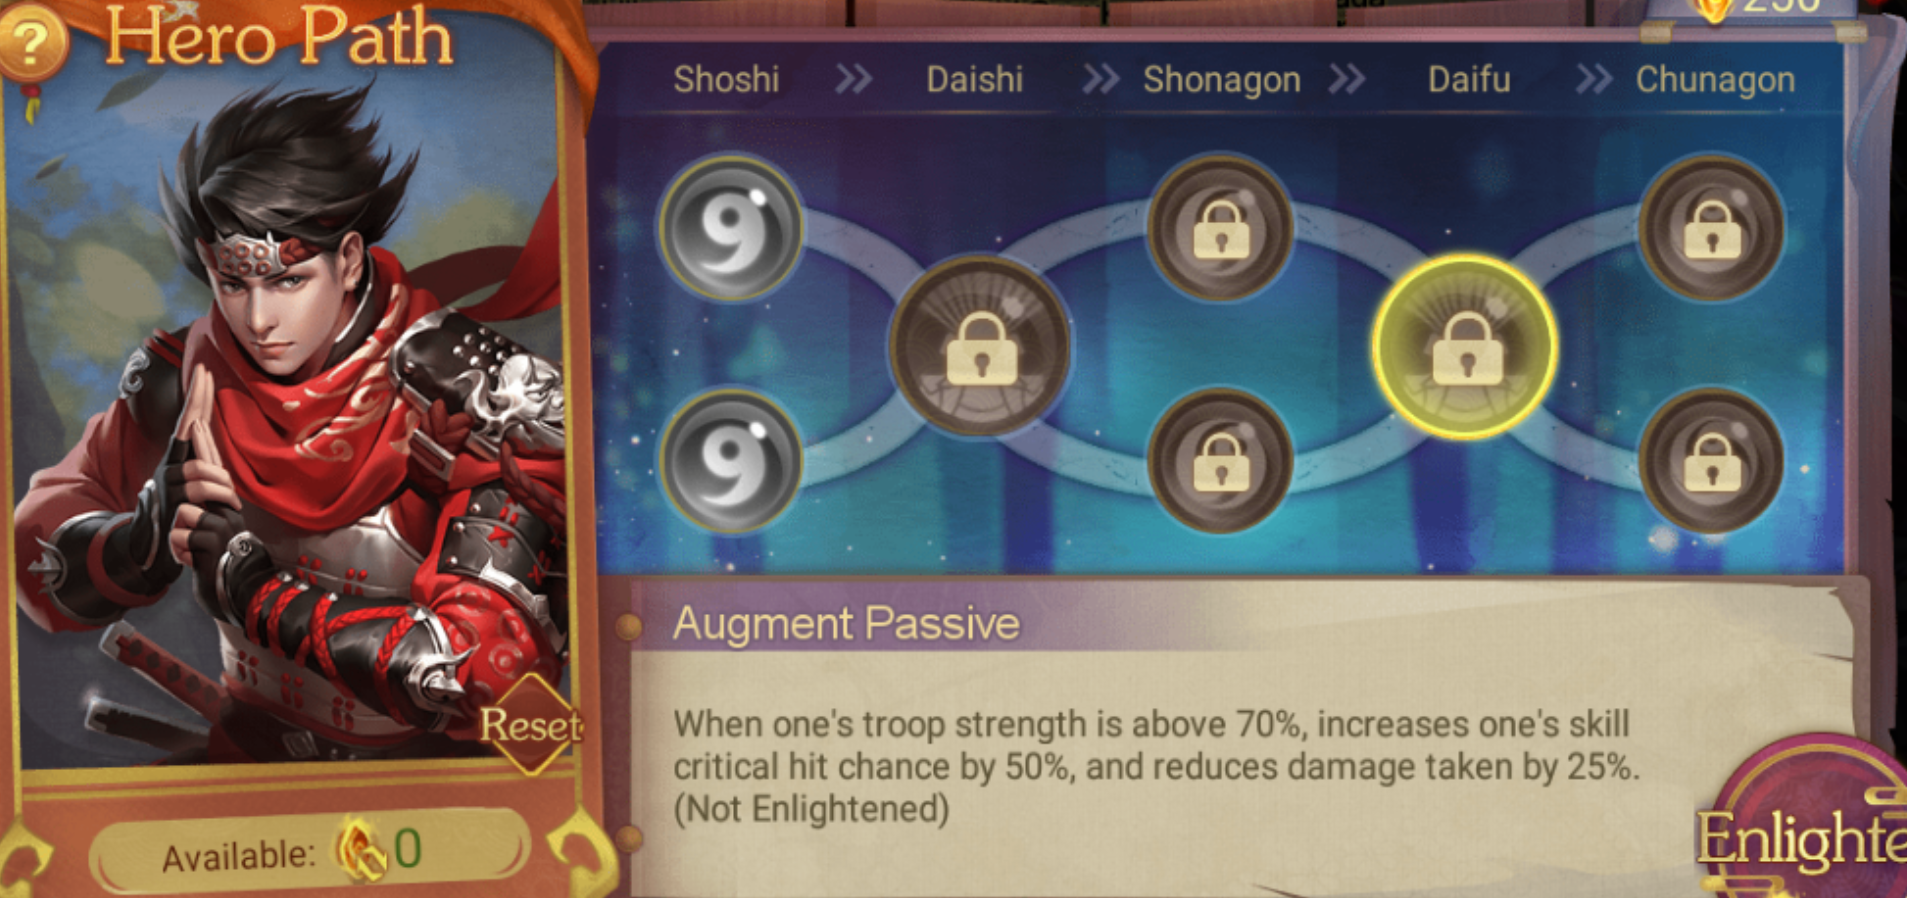 ?
Hero Path
Shoshi
Daishi
Shonagon
Daifu
Chunagon
Augment Passive
When one's troop strength is above 70%, increases one's skill
critical hit chance by 50%, and reduces damage taken by 25%.
(Not Enlightened)
Reset
Available: 0
Enlighte